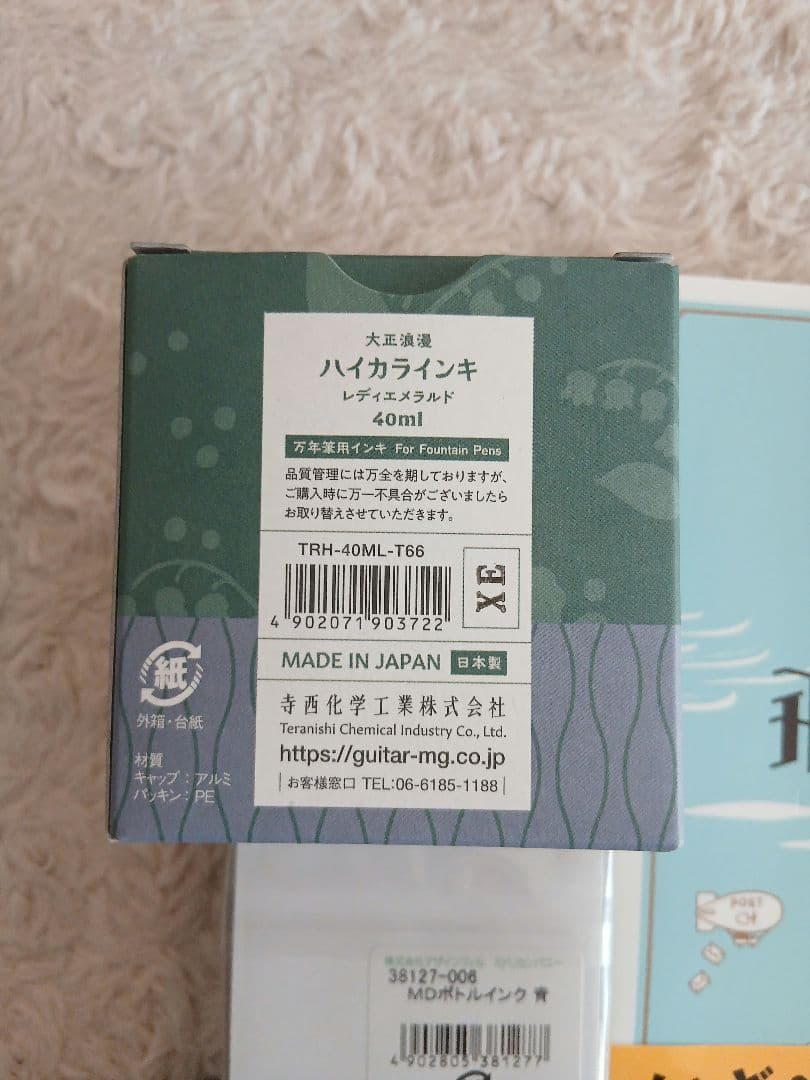 大正浪漫
ハイカラインキ
レディエメラルド
40ml
万年筆用インキ For Fountain Pens
品質管理には万全を期しておりますが、
ご購入時に万一不具合がございましたら
お取り替えさせていただきます。
TRH-40ML-T66
XE
4 902071 903722
MADE IN JAPAN 日本製
寺西化学工業株式会社
Teranishi Chemical Industry Co., Ltd.
https://guitar-mg.co.jp
お客様窓口 TEL:06-6185-1188
紙
外箱・台紙
材質
キャップ:アルミ
パッキン:PE
38127-006
MDボトルインク 青
4 902805 381277